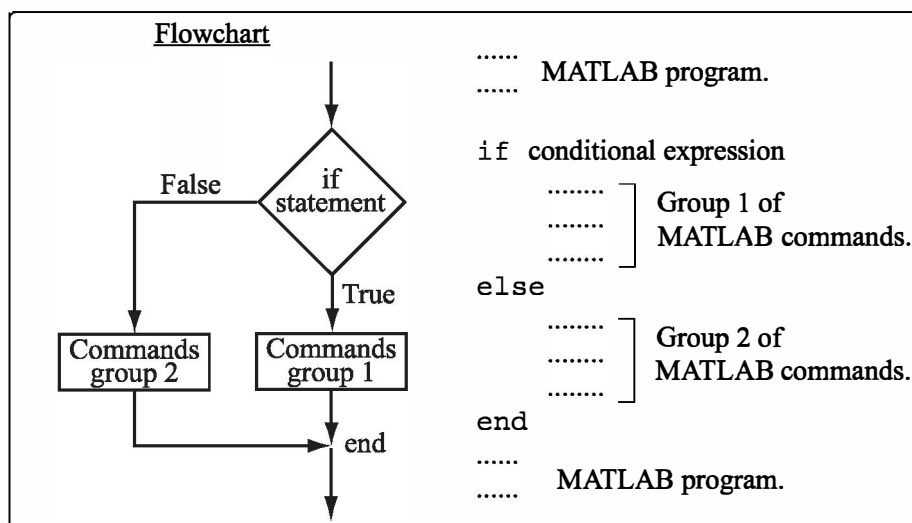 Flowchart
if
statement
False
True
Commands
group 2
Commands
group 1
end
...... MATLAB program.
......
if conditional expression
........ Group 1 of
........ MATLAB commands.
........
else
........ Group 2 of
........ MATLAB commands.
........
end
......
...... MATLAB program.